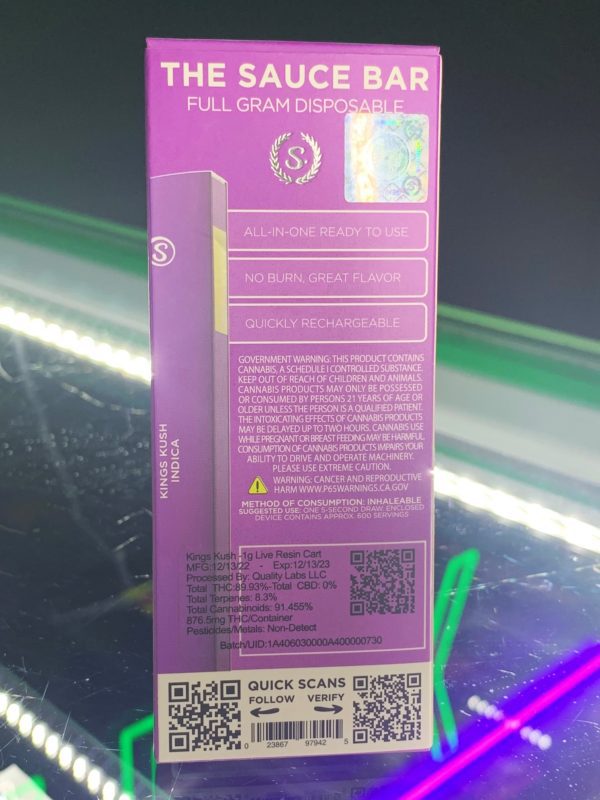 THE SAUCE BAR
FULL GRAM DISPOSABLE
S
ALL-IN-ONE READY TO USE
S
NO BURN, GREAT FLAVOR
QUICKLY RECHARGEABLE
KINGS KUSH
INDICA
GOVERNMENT WARNING: THIS PRODUCT CONTAINS
CANNABIS, A SCHEDULE I CONTROLLED SUBSTANCE.
KEEP OUT OF REACH OF CHILDREN AND ANIMALS.
CANNABIS PRODUCTS MAY ONLY BE POSSESSED
OR CONSUMED BY PERSONS 21 YEARS OF AGE OR
OLDER UNLESS THE PERSON IS A QUALIFIED PATIENT.
THE INTOXICATING EFFECTS OF CANNABIS PRODUCTS
MAY BE DELAYED UP TO TWO HOURS. CANNABIS USE
WHILE PREGNANT OR BREAST FEEDING MAY BE HARMFUL.
CONSUMPTION OF CANNABIS PRODUCTS IMPAIRS YOUR
ABILITY TO DRIVE AND OPERATE MACHINERY.
PLEASE USE EXTREME CAUTION.
WARNING: CANCER AND REPRODUCTIVE
HARM WWW.P65WARNINGS.CA.GOV
METHOD OF CONSUMPTION: INHALEABLE
SUGGESTED USE: ONE 5-SECOND DRAW. ENCLOSED
DEVICE CONTAINS APPROX. 600 SERVINGS
Kings Kush -1g Live Resin Cart
MFG:12/13/22 - Exp:12/13/23
Processed By: Quality Labs LLC
Total THC:89.93%-Total CBD: 0%
Total Terpenes: 8.3%
Total Cannabinoids: 91.455%
876.5mg THC/Container
Pesticides/Metals: Non-Detect
Batch/UID:1A406030000A400000730
QUICK SCANS
FOLLOW VERIFY
0 23867 97942 5